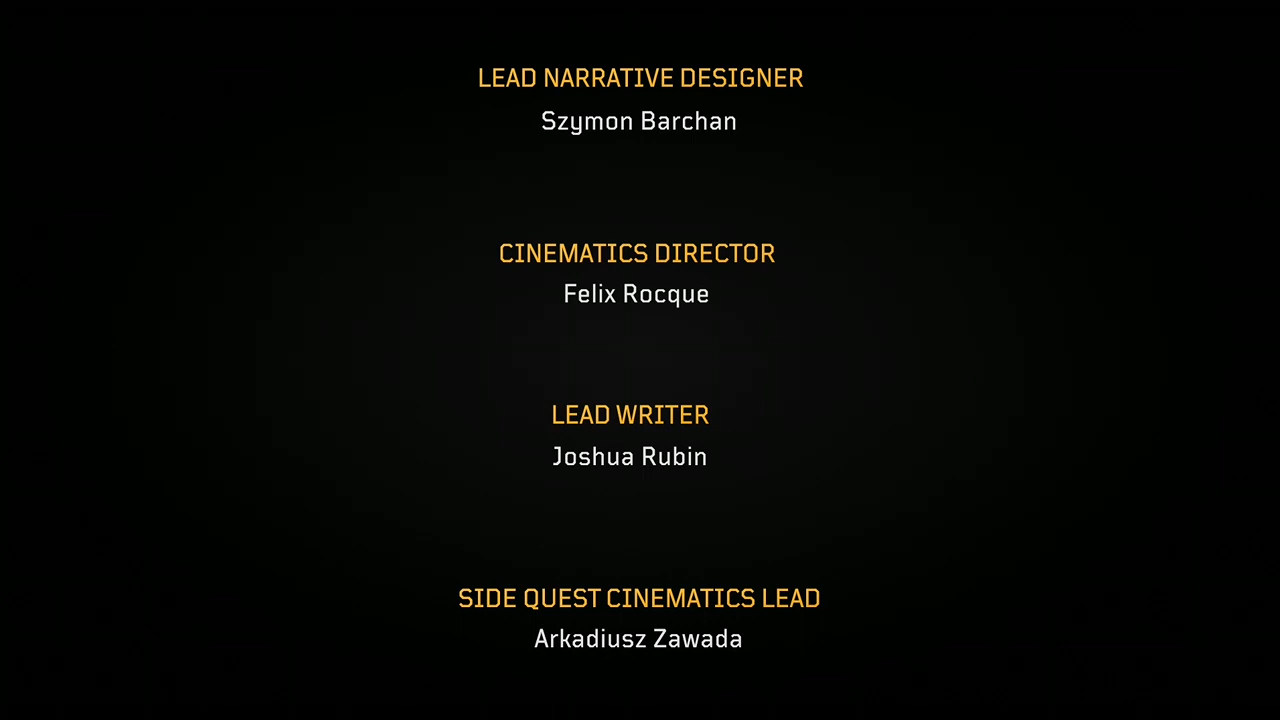 LEAD NARRATIVE DESIGNER
Szymon Barchan
CINEMATICS DIRECTOR
Felix Rocque
LEAD WRITER
Joshua Rubin
SIDE QUEST CINEMATICS LEAD
Arkadiusz Zawada